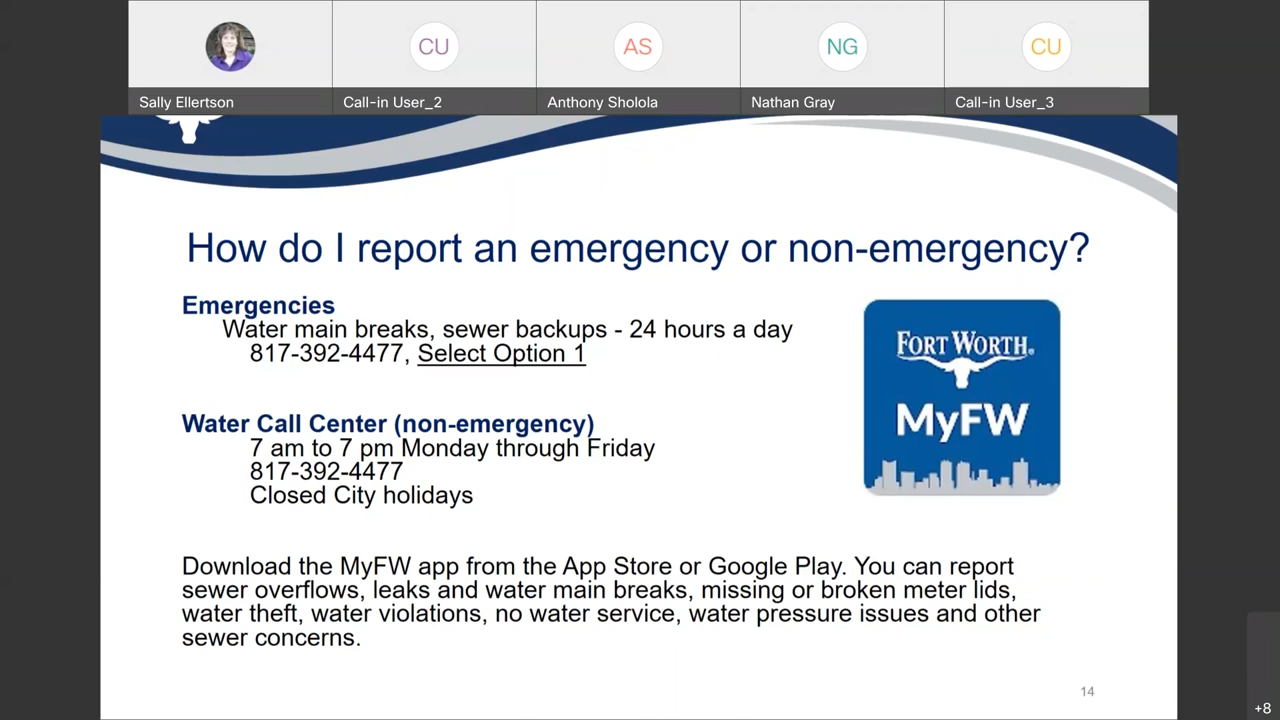 CU
AS
NG
CU
Sally Ellertson
Call-in User_2
Anthony Sholola
Nathan Gray
Call-in User_3
How do I report an emergency or non-emergency?
Emergencies
Water main breaks, sewer backups - 24 hours a day
817-392-4477, Select Option 1
FORT WORTH®
MyFW
Water Call Center (non-emergency)
7 am to 7 pm Monday through Friday
817-392-4477
Closed City holidays
Download the MyFW app from the App Store or Google Play. You can report
sewer overflows, leaks and water main breaks, missing or broken meter lids,
water theft, water violations, no water service, water pressure issues and other
sewer concerns.
14
+8